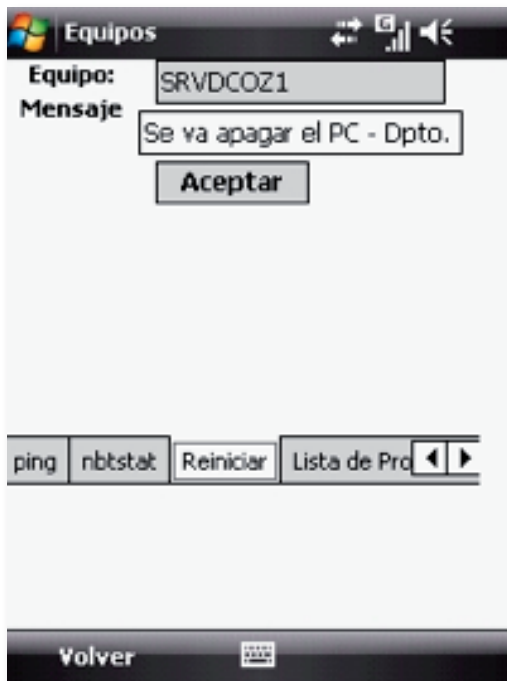 Equipos
Equipo: SRVDCOZ1
Mensaje
Se va apagar el PC - Dpto.
Aceptar
ping nbtstat Reiniciar Lista de Pro
Volver